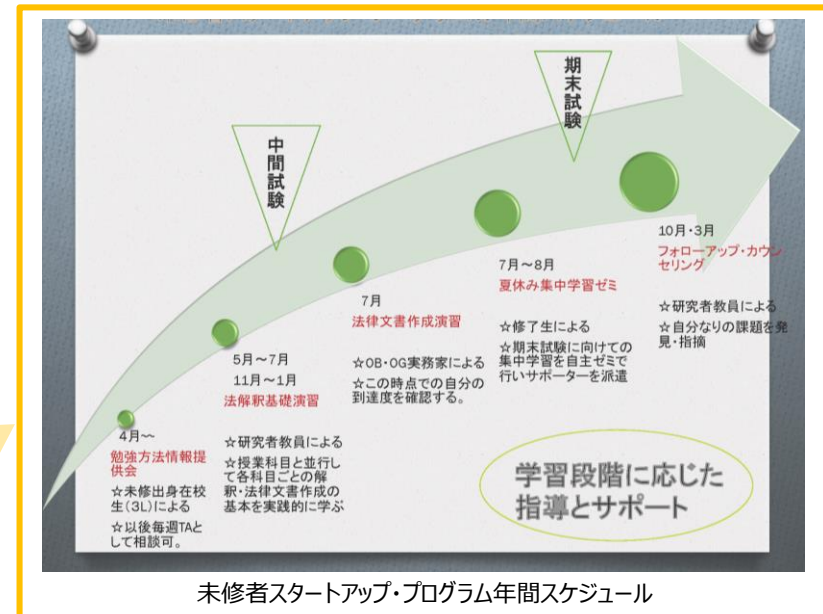 中間試験
期末試験
4月~~
勉強方法情報提
供会
☆未修出身在校
生(3L)による
☆以後毎週TAと
して相談可。
5月~7月
11月~1月
法解釈基礎演習
☆研究者教員による
☆授業科目と並行し
て各科目ごとの解
釈・法律文書作成の
基本を実践的に学ぶ
7月
法律文書作成演習
☆OB・OG実務家による
☆この時点での自分の
到達度を確認する。
7月~8月
夏休み集中学習ゼミ
☆修了生による
☆期末試験に向けての
集中学習を自主ゼミで
行いサポーターを派遣
10月・3月
フォローアップ・カウン
セリング
☆研究者教員による
☆自分なりの課題を発
見・指摘
学習段階に応じた
指導とサポート
未修者スタートアップ・プログラム年間スケジュール